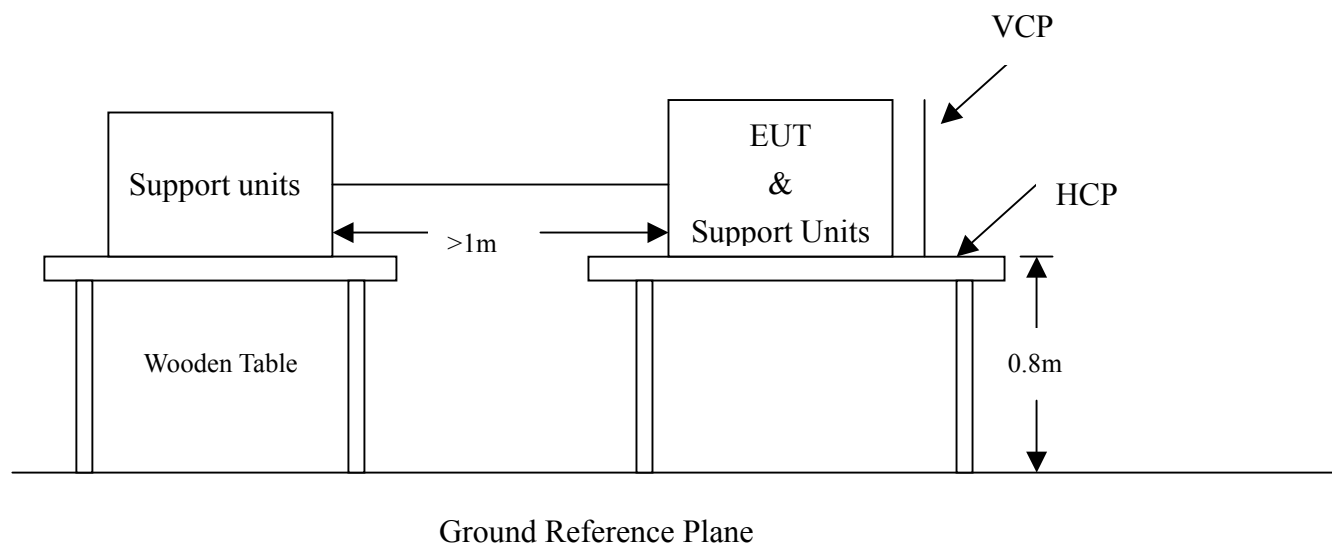 VCP
EUT
&
Support Units
Support units
HCP
>1m
Wooden Table
0.8m
Ground Reference Plane